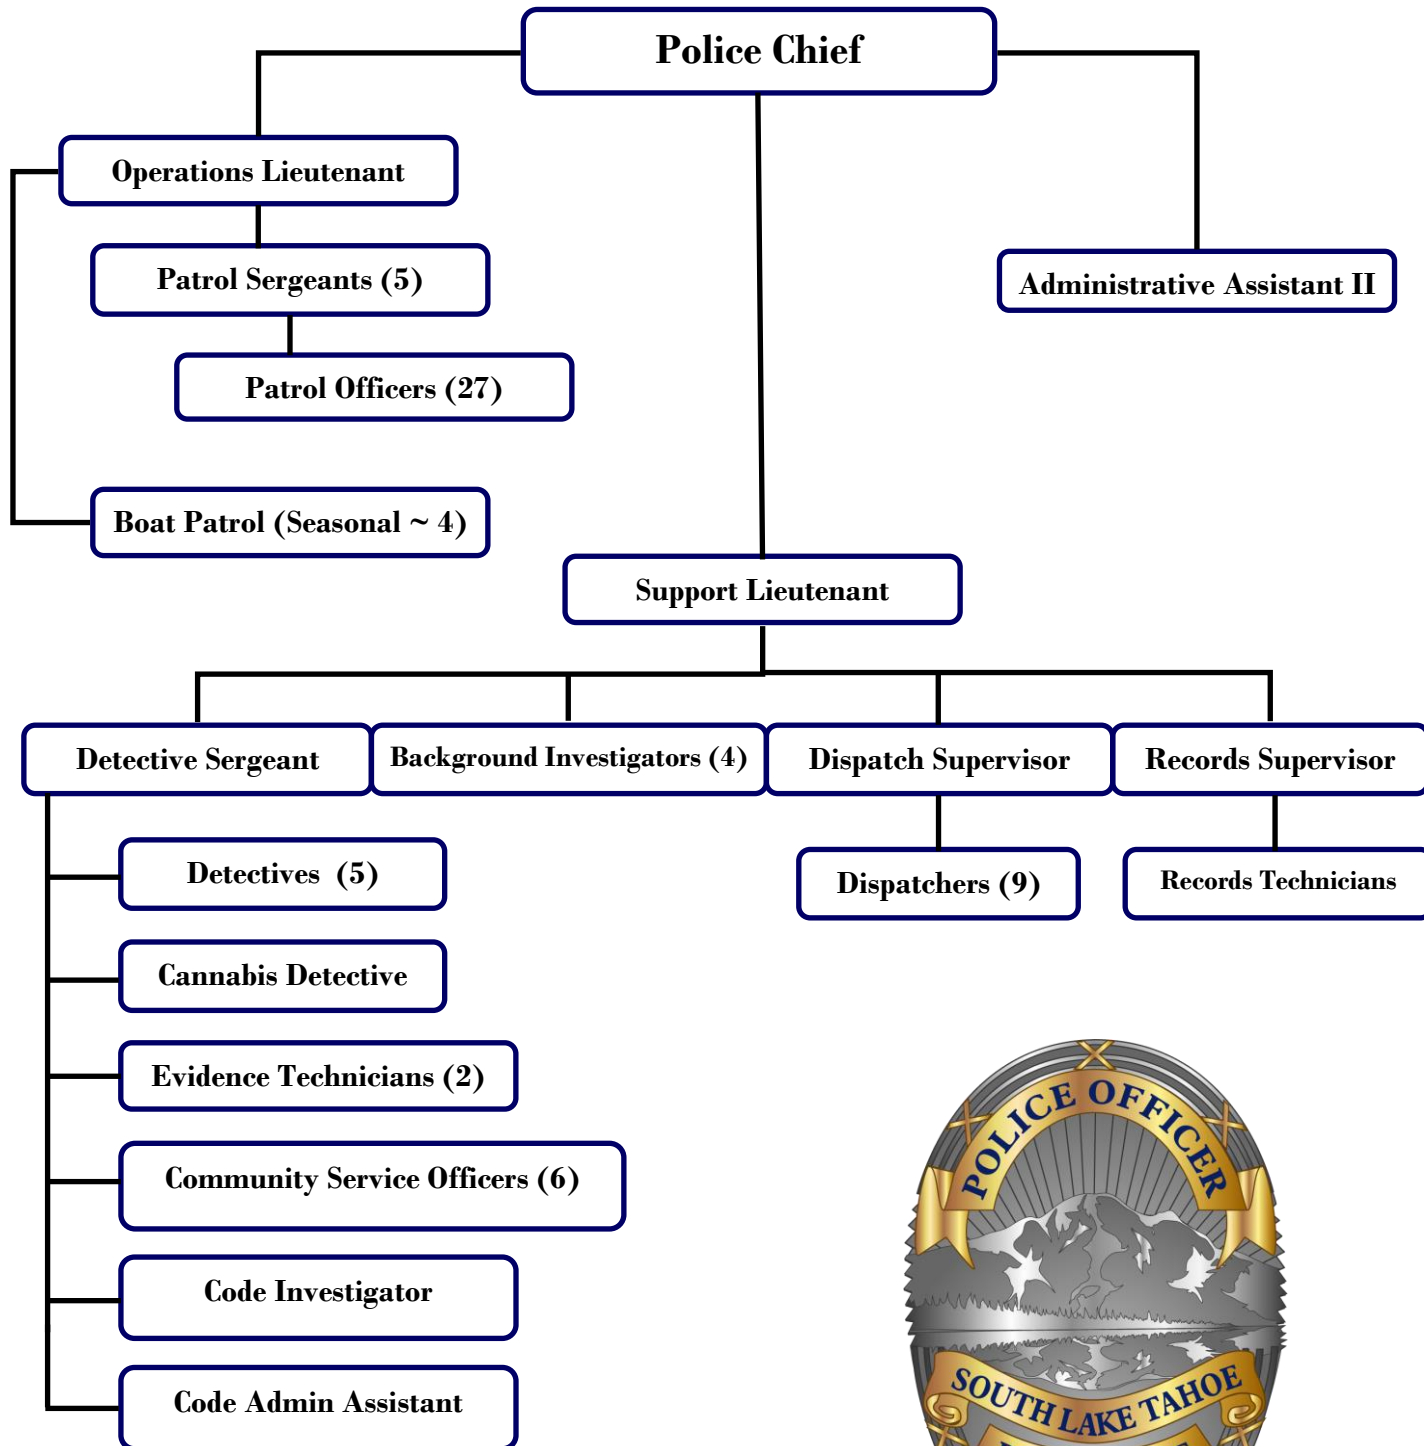 Police Chief
Operations Lieutenant
Patrol Sergeants (5)
Administrative Assistant II
Patrol Officers (27)
Boat Patrol (Seasonal ~ 4)
Support Lieutenant
Detective Sergeant
Background Investigators (4)
Dispatch Supervisor
Records Supervisor
Detectives (5)
Dispatchers (9)
Records Technicians
Cannabis Detective
Evidence Technicians (2)
Community Service Officers (6)
Code Investigator
Code Admin Assistant
POLICE OFFICER
SOUTH LAKE TAHOE